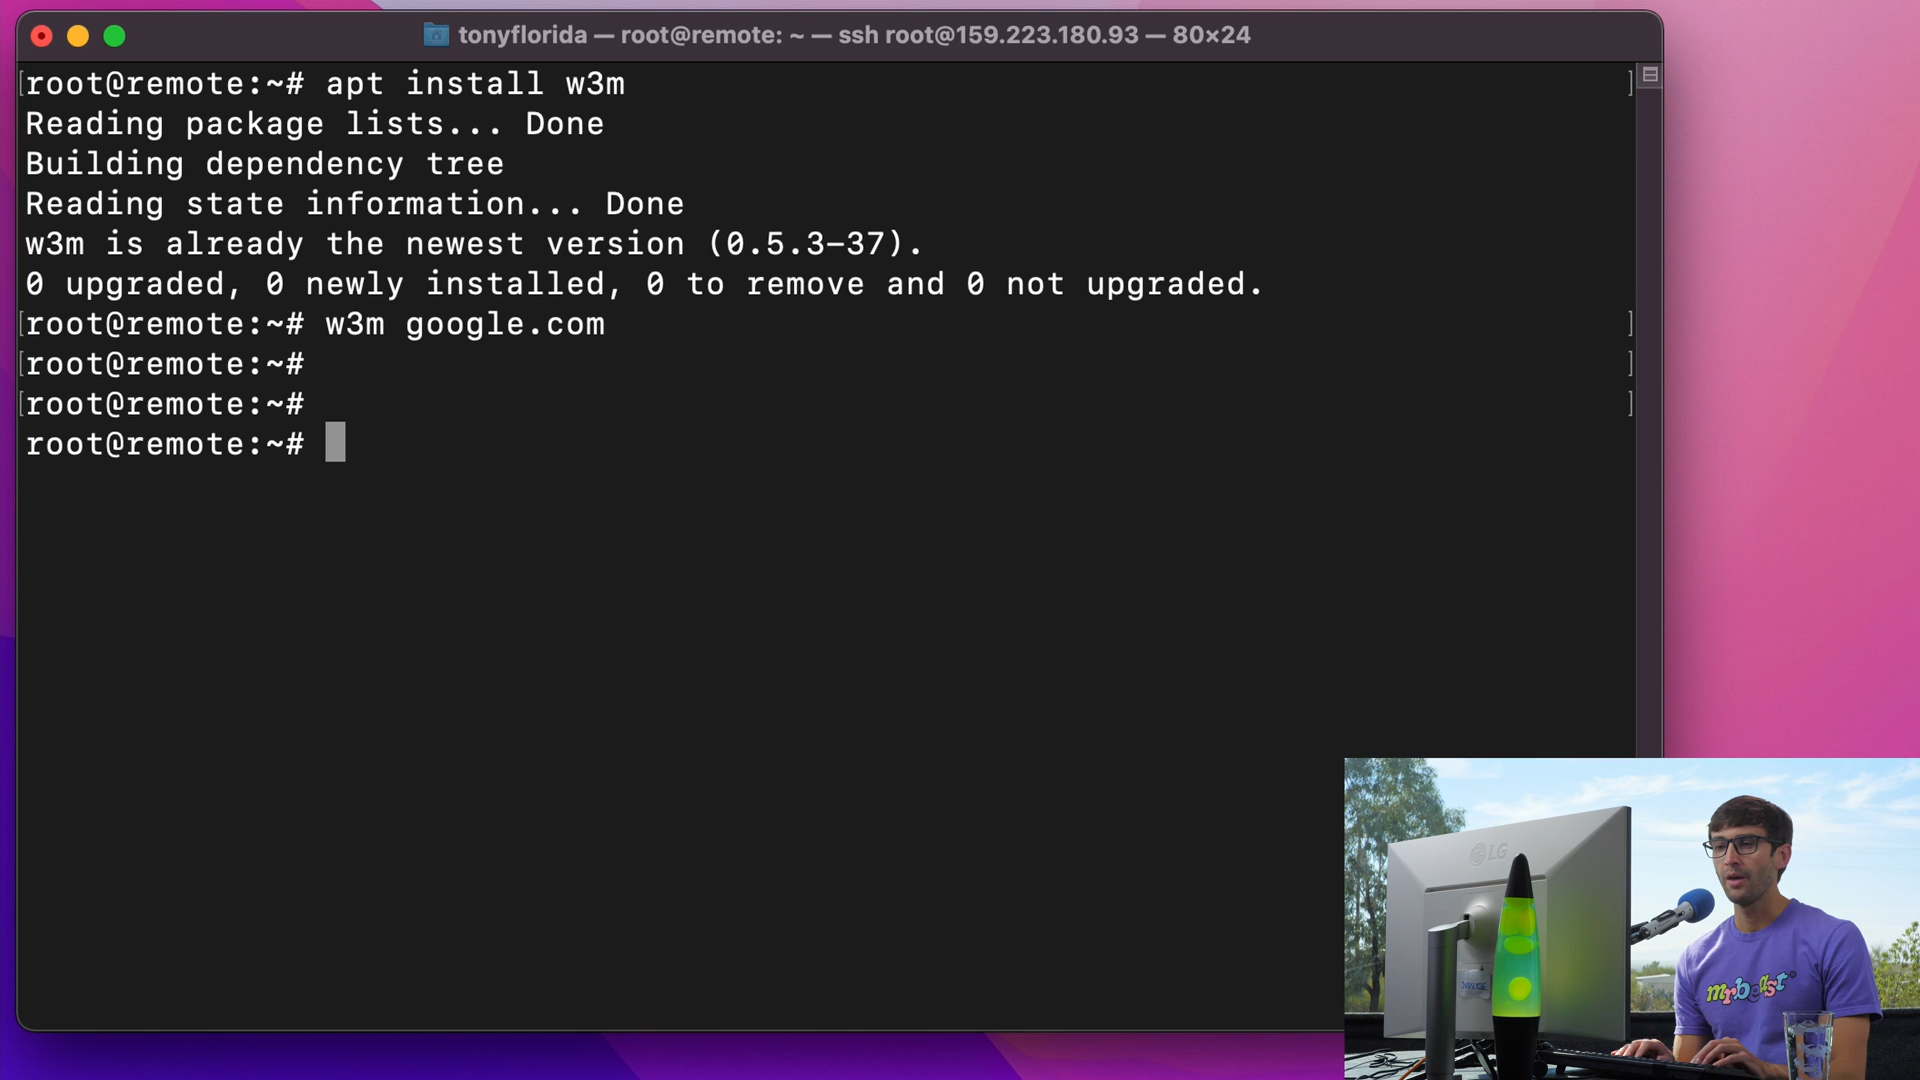 tonyflorida — root@remote: ~ — ssh root@159.223.180.93 — 80×24
[root@remote:~# apt install w3m ]
Reading package lists... Done
Building dependency tree
Reading state information... Done
w3m is already the newest version (0.5.3-37).
0 upgraded, 0 newly installed, 0 to remove and 0 not upgraded.
[root@remote:~# w3m google.com ]
[root@remote:~# ]
[root@remote:~# ]
root@remote:~#
LG
mrbeast